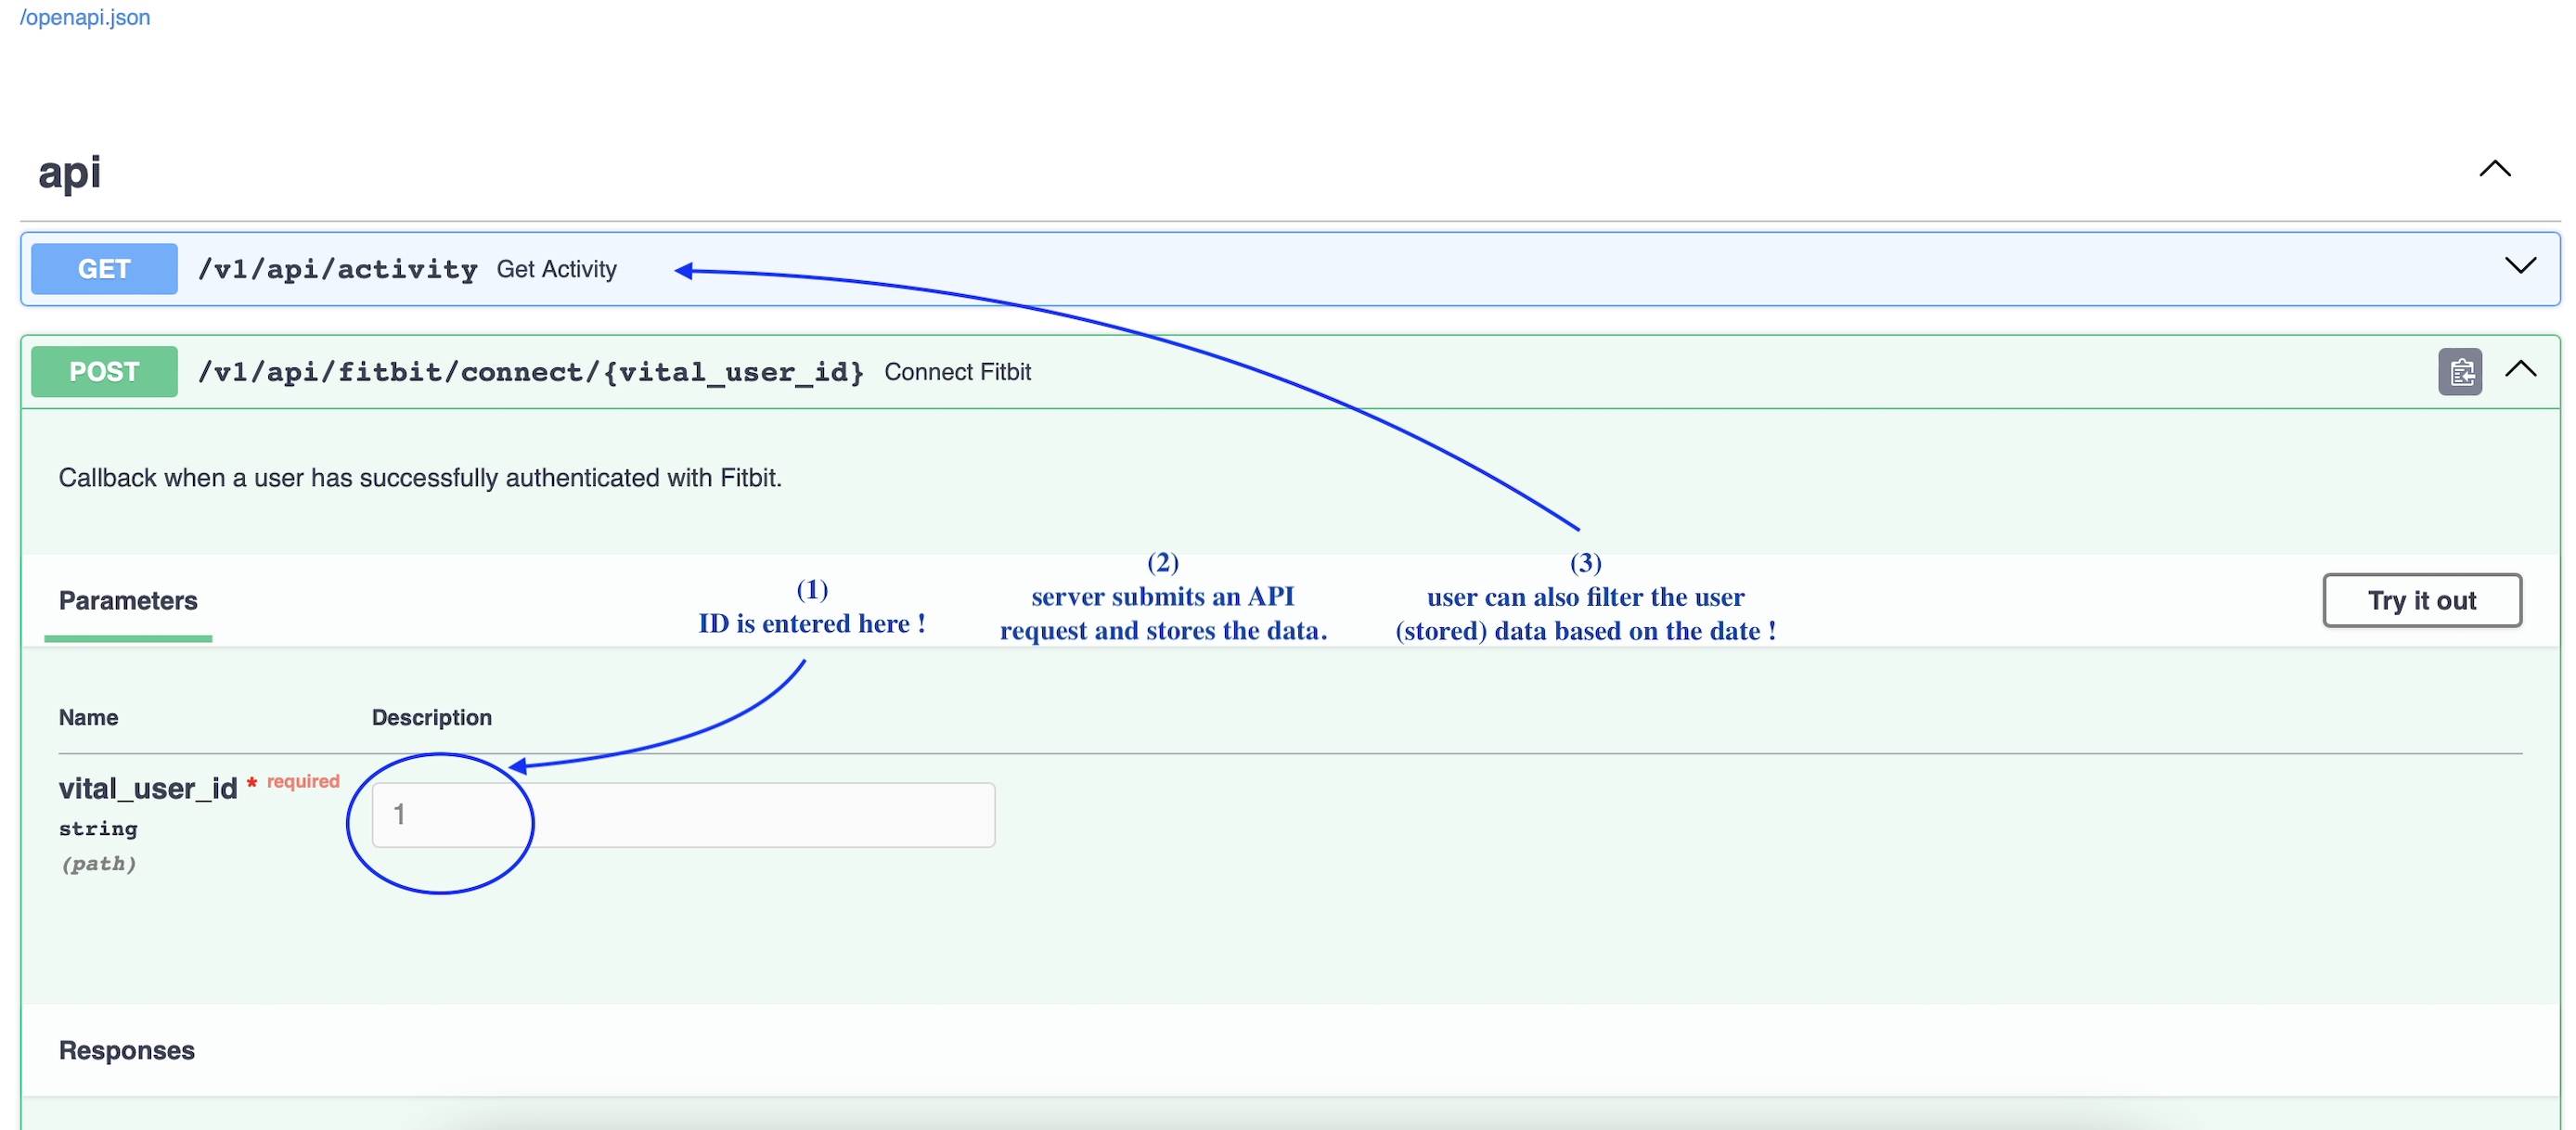 /openapi.json
api
GET /v1/api/activity Get Activity
POST /v1/api/fitbit/connect/{vital_user_id} Connect Fitbit
Callback when a user has successfully authenticated with Fitbit.
Parameters
(1)
ID is entered here !
(2)
server submits an API
request and stores the data.
(3)
user can also filter the user
(stored) data based on the date !
Try it out
Name Description
vital_user_id * required
string
(path)
1
Responses